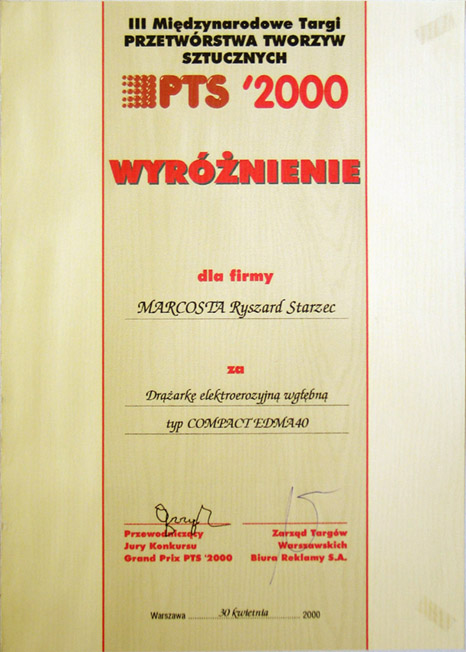 III Międzynarodowe Targi
PRZETWÓRSTWA TWORZYW
SZTUCZNYCH
PTS '2000
WYRÓŻNIENIE
dla firmy
MARCOSTA Ryszard Starzec
za
Drążarkę elektroerozyjną wgłębną
typ COMPACT EDMA40
Przewodniczący
Jury Konkursu
Grand Prix PTS '2000
Zarząd Targów
Warszawskich
Biura Reklamy S.A.
Warszawa 30 kwietnia 2000